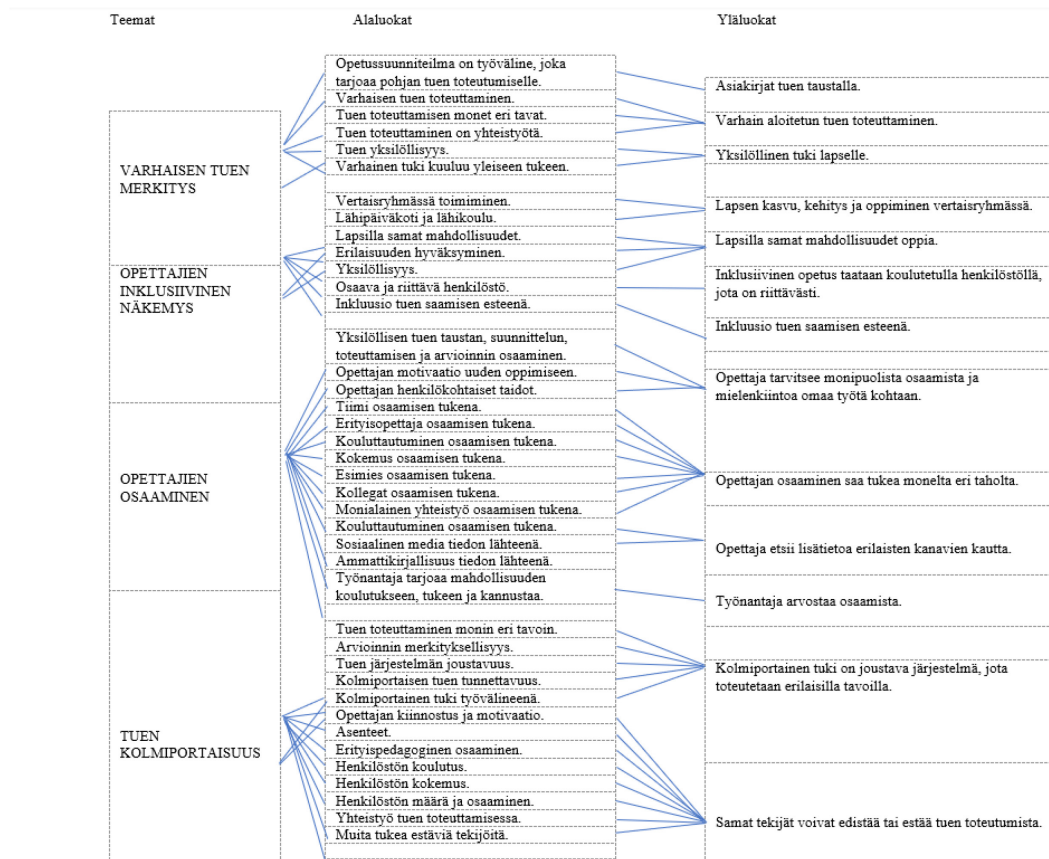 Teemat
Alaluokat
Yläluokat
VARHAISEN TUEN
MERKITYS
OPETTAJIEN
INKLUSIIVINEN
NÄKEMYS
OPETTAJIEN
OSAAMINEN
TUEN
KOLMIPORTAISUUS
Opetussuunniteilma on työväline, joka
tarjoaa pohjan tuen toteutumiselle.
Varhaisen tuen toteuttaminen.
Tuen toteuttamisen monet eri tavat.
Tuen toteuttaminen on yhteistyötä.
Tuen yksilöllisyys.
Varhainen tuki kuuluu yleiseen tukeen.
Vertaisryhmässä toimiminen.
Lähipäiväkoti ja lähikoulu.
Lapsilla samat mahdollisuudet.
Erilaisuuden hyväksyminen.
Yksilöllisyys.
Osaava ja riittävä henkilöstö.
Inkluusio tuen saamisen esteenä.
Yksilöllisen tuen taustan, suunnittelun,
toteuttamisen ja arvioinnin osaaminen.
Opettajan motivaatio uuden oppimiseen.
Opettajan henkilökohtaiset taidot.
Tiimi osaamisen tukena.
Erityisopettaja osaamisen tukena.
Kouluttautuminen osaamisen tukena.
Kokemus osaamisen tukena.
Esimies osaamisen tukena.
Kollegat osaamisen tukena.
Monialainen yhteistyö osaamisen tukena.
Kouluttautuminen osaamisen tukena.
Sosiaalinen media tiedon lähteenä.
Ammattikirjallisuus tiedon lähteenä.
Työnantaja tarjoaa mahdollisuuden
koulutukseen, tukeen ja kannustaa.
Tuen toteuttaminen monin eri tavoin.
Arvioinnin merkityksellisyys.
Tuen järjestelmän joustavuus.
Kolmiportaisen tuen tunnettavuus.
Kolmiportainen tuki työvälineenä.
Opettajan kiinnostus ja motivaatio.
Asenteet.
Erityispedagoginen osaaminen.
Henkilöstön koulutus.
Henkilöstön kokemus.
Henkilöstön määrä ja osaaminen.
Yhteistyö tuen toteuttamisessa.
Muita tukea estäviä tekijöitä.
Asiakirjat tuen taustalla.
Varhain aloitetun tuen toteuttaminen.
Yksilöllinen tuki lapselle.
Lapsen kasvu, kehitys ja oppiminen vertaisryhmässä.
Lapsilla samat mahdollisuudet oppia.
Inklusiivinen opetus taataan koulutetulla henkilöstöllä,
jota on riittävästi.
Inkluusio tuen saamisen esteenä.
Opettaja tarvitsee monipuolista osaamista ja
mielenkiintoa omaa työtä kohtaan.
Opettajan osaaminen saa tukea monelta eri taholta.
Opettaja etsii lisätietoa erilaisten kanavien kautta.
Työnantaja arvostaa osaamista.
Kolmiportainen tuki on joustava järjestelmä, jota
toteutetaan erilaisilla tavoilla.
Samat tekijät voivat edistää tai estää tuen toteutumista.